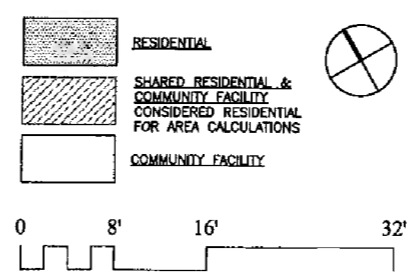 RESIDENTIAL
SHARED RESIDENTIAL &
COMMUNITY FACILITY
CONSIDERED RESIDENTIAL
FOR AREA CALCULATIONS
COMMUNITY FACILITY
0 8' 16' 32'